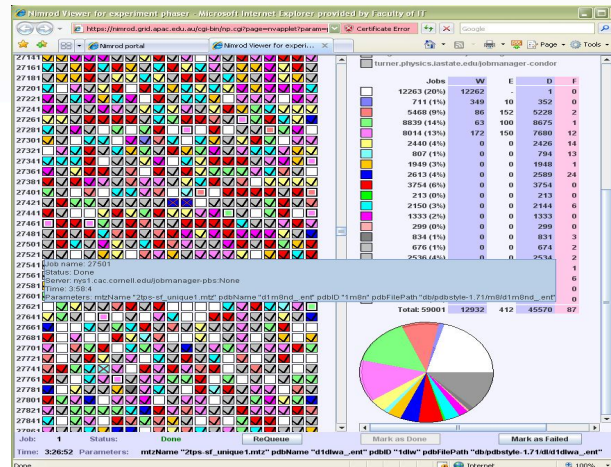 Nimrod Viewer for experiment phaser - Microsoft Internet Explorer provided by Faculty of IT
https://nimrod.grid.apac.edu.au/cgi-bin/np.cgi?page=nvapplet?param=
Certificate Error
Google
Nimrod portal
Nimrod Viewer for experi...
Page
Tools
27141
27161
27181
27201
27221
27241
27261
27281
27301
27321
27341
27361
27381
27401
27421
27441
27461
27481
27501
27521
27541
27561
27581
27601
27621
27641
27661
27681
27701
27721
27741
27761
27781
27801
27821
27841
27861
Job name: 27501
Status: Done
Server: nys1.cac.cornell.edu/jobmanager-pbs:None
Time: 3:58:4
Parameters: mtzName "2tps-sf_unique1.mtz" pdbName "d1m8nd_.ent" pdbID "1m8n" pdbFilePath "db/pdbstyle-1.71/m8/d1m8nd_.ent"
turner.physics.iastate.edu/jobmanager-condor
Jobs W E D F
12263 (20%) 12262 - 1 0
711 (1%) 349 10 352 0
5468 (9%) 86 152 5228 2
8839 (14%) 63 100 8675 1
8014 (13%) 172 150 7680 12
2440 (4%) 0 0 2426 14
807 (1%) 0 0 794 13
1949 (3%) 0 0 1948 1
2613 (4%) 0 0 2589 24
3754 (6%) 0 0 3754 0
213 (0%) 0 0 213 0
2150 (3%) 0 0 2144 6
1333 (2%) 0 0 1333 0
299 (0%) 0 0 299 0
834 (1%) 0 0 831 3
676 (1%) 0 0 674 2
2536 (4%) 0 0 2534 2
1
6
0
0
Total: 59001 12932 412 45570 87
Job: 1 Status: Done ReQueue Mark as Done Mark as Failed
Time: 3:26:52 Parameters: mtzName "2tps-sf_unique1.mtz" pdbName "d1dlwa_.ent" pdbID "1dlw" pdbFilePath "db/pdbstyle-1.71/dl/d1dlwa_.ent"
Done
Internet
100%